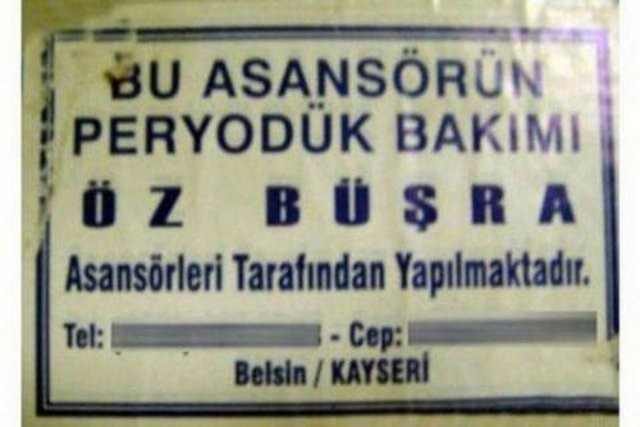 BU ASANSÖRÜN
PERYODÜK BAKIMI
ÖZ BÜŞRA
Asansörleri Tarafından Yapılmaktadır.
Tel: - Cep:
Belsin / KAYSERİ